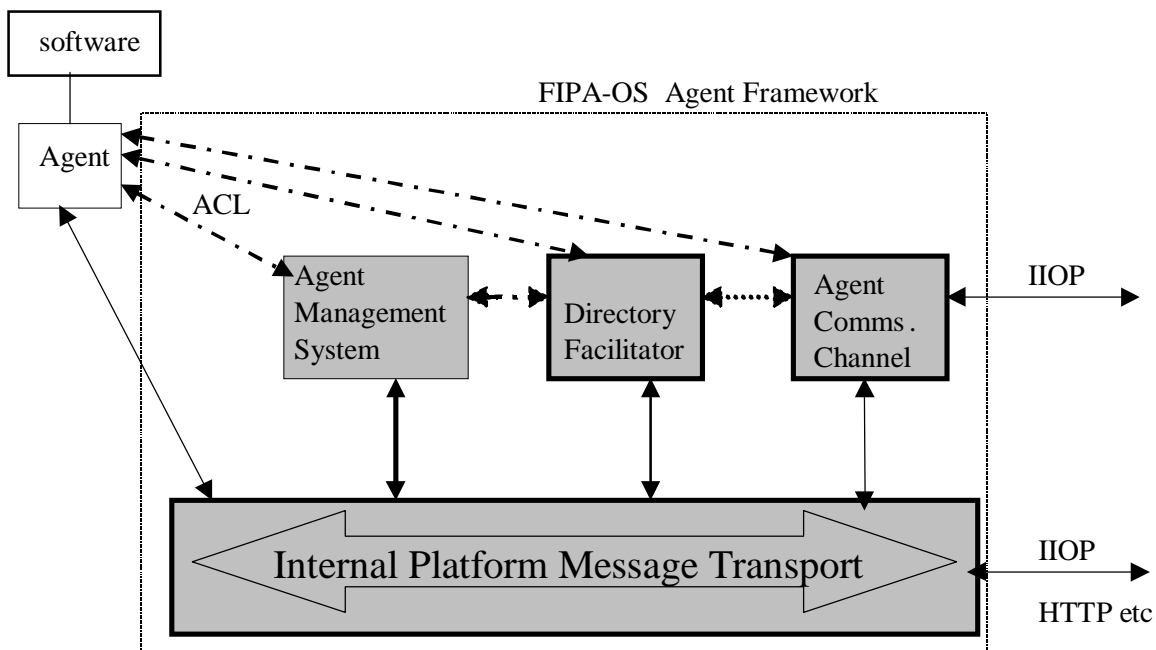 software
FIPA-OS Agent Framework
Agent
ACL
Agent
Management
System
Directory
Facilitator
Agent
Comms.
Channel
IIOP
Internal Platform Message Transport
IIOP
HTTP etc